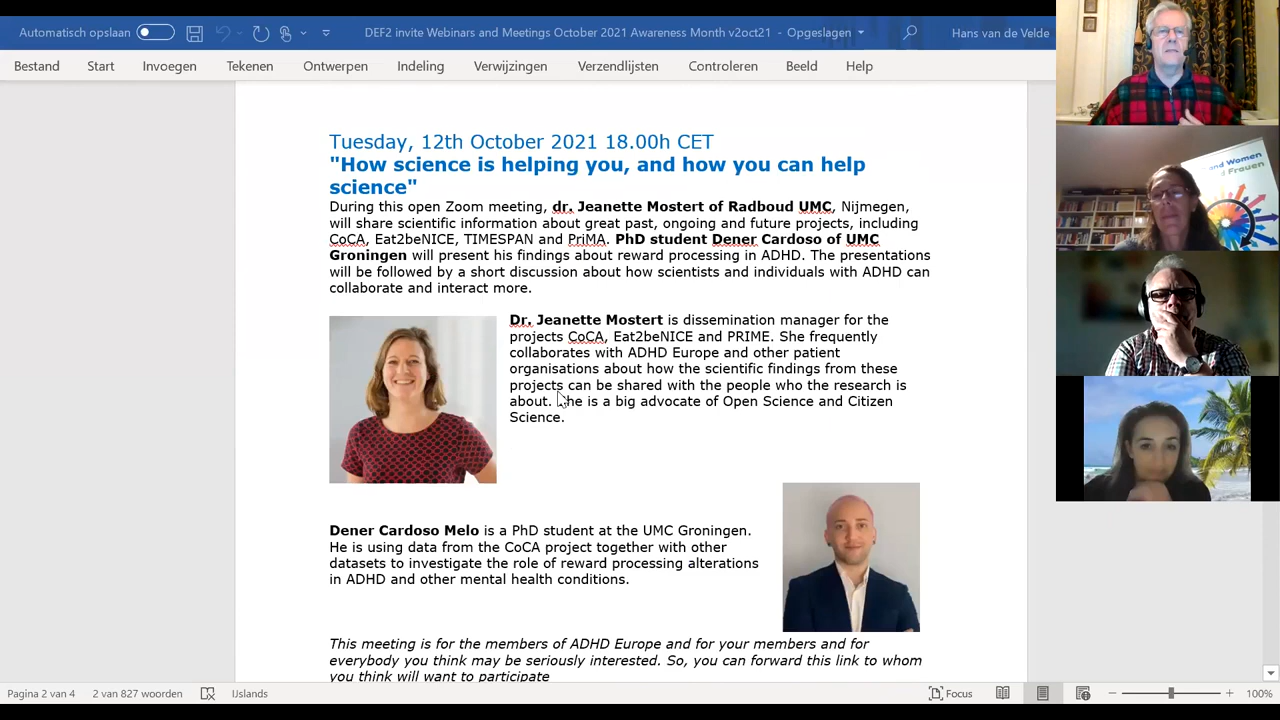 Automatisch opslaan
DEF2 invite Webinars and Meetings October 2021 Awareness Month v2oct21 - Opgeslagen
Hans van de Velde
Bestand Start Invoegen Tekenen Ontwerpen Indeling Verwijzingen Verzendlijsten Controleren Beeld Help
and Women
Frauen
Tuesday, 12th October 2021 18.00h CET
"How science is helping you, and how you can help
science"
During this open Zoom meeting, dr. Jeanette Mostert of Radboud UMC, Nijmegen,
will share scientific information about great past, ongoing and future projects, including
CoCA, Eat2beNICE, TIMESPAN and PriMA. PhD student Dener Cardoso of UMC
Groningen will present his findings about reward processing in ADHD. The presentations
will be followed by a short discussion about how scientists and individuals with ADHD can
collaborate and interact more.
Dr. Jeanette Mostert is dissemination manager for the
projects CoCA, Eat2beNICE and PRIME. She frequently
collaborates with ADHD Europe and other patient
organisations about how the scientific findings from these
projects can be shared with the people who the research is
about. he is a big advocate of Open Science and Citizen
Science.
Dener Cardoso Melo is a PhD student at the UMC Groningen.
He is using data from the CoCA project together with other
datasets to investigate the role of reward processing alterations
in ADHD and other mental health conditions.
This meeting is for the members of ADHD Europe and for your members and for
everybody you think may be seriously interested. So, you can forward this link to whom
you think will want to participate
Pagina 2 van 4 2 van 827 woorden IJslands Focus 100%